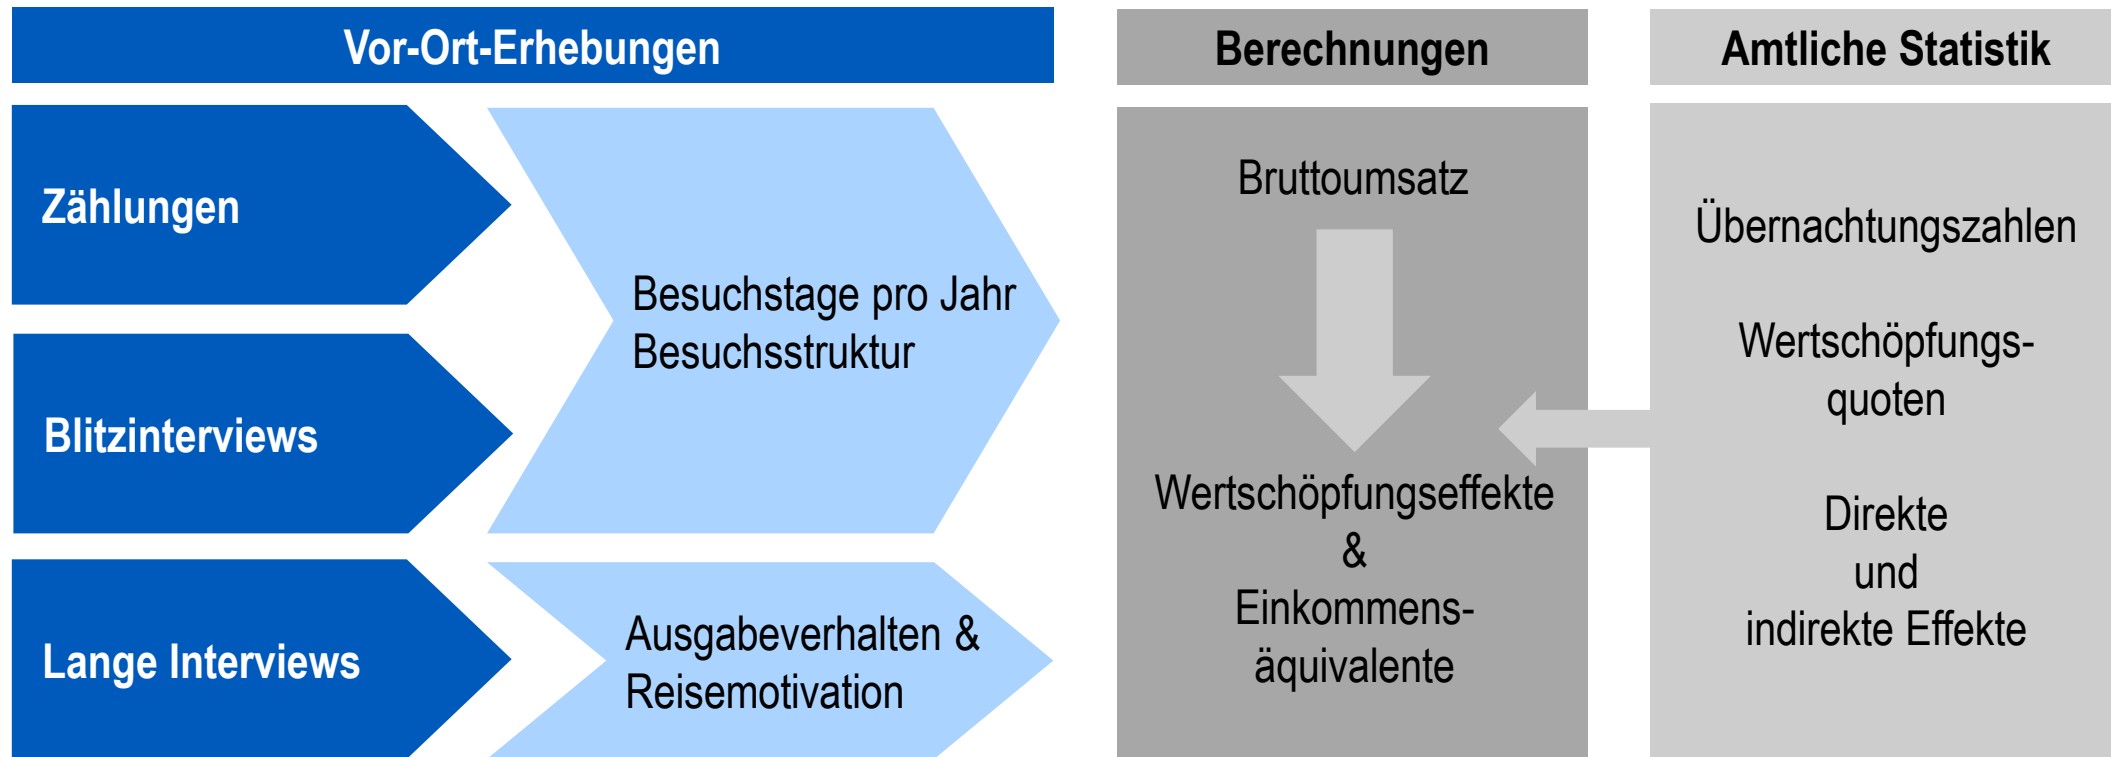 Vor-Ort-Erhebungen
Zählungen
Blitzinterviews
Lange Interviews
Besuchstage pro Jahr
Besuchsstruktur
Ausgabeverhalten &
Reisemotivation
Berechnungen
Bruttoumsatz
Wertschöpfungseffekte
&
Einkommens-
äquivalente
Amtliche Statistik
Übernachtungszahlen
Wertschöpfungs-
quoten
Direkte
und
indirekte Effekte